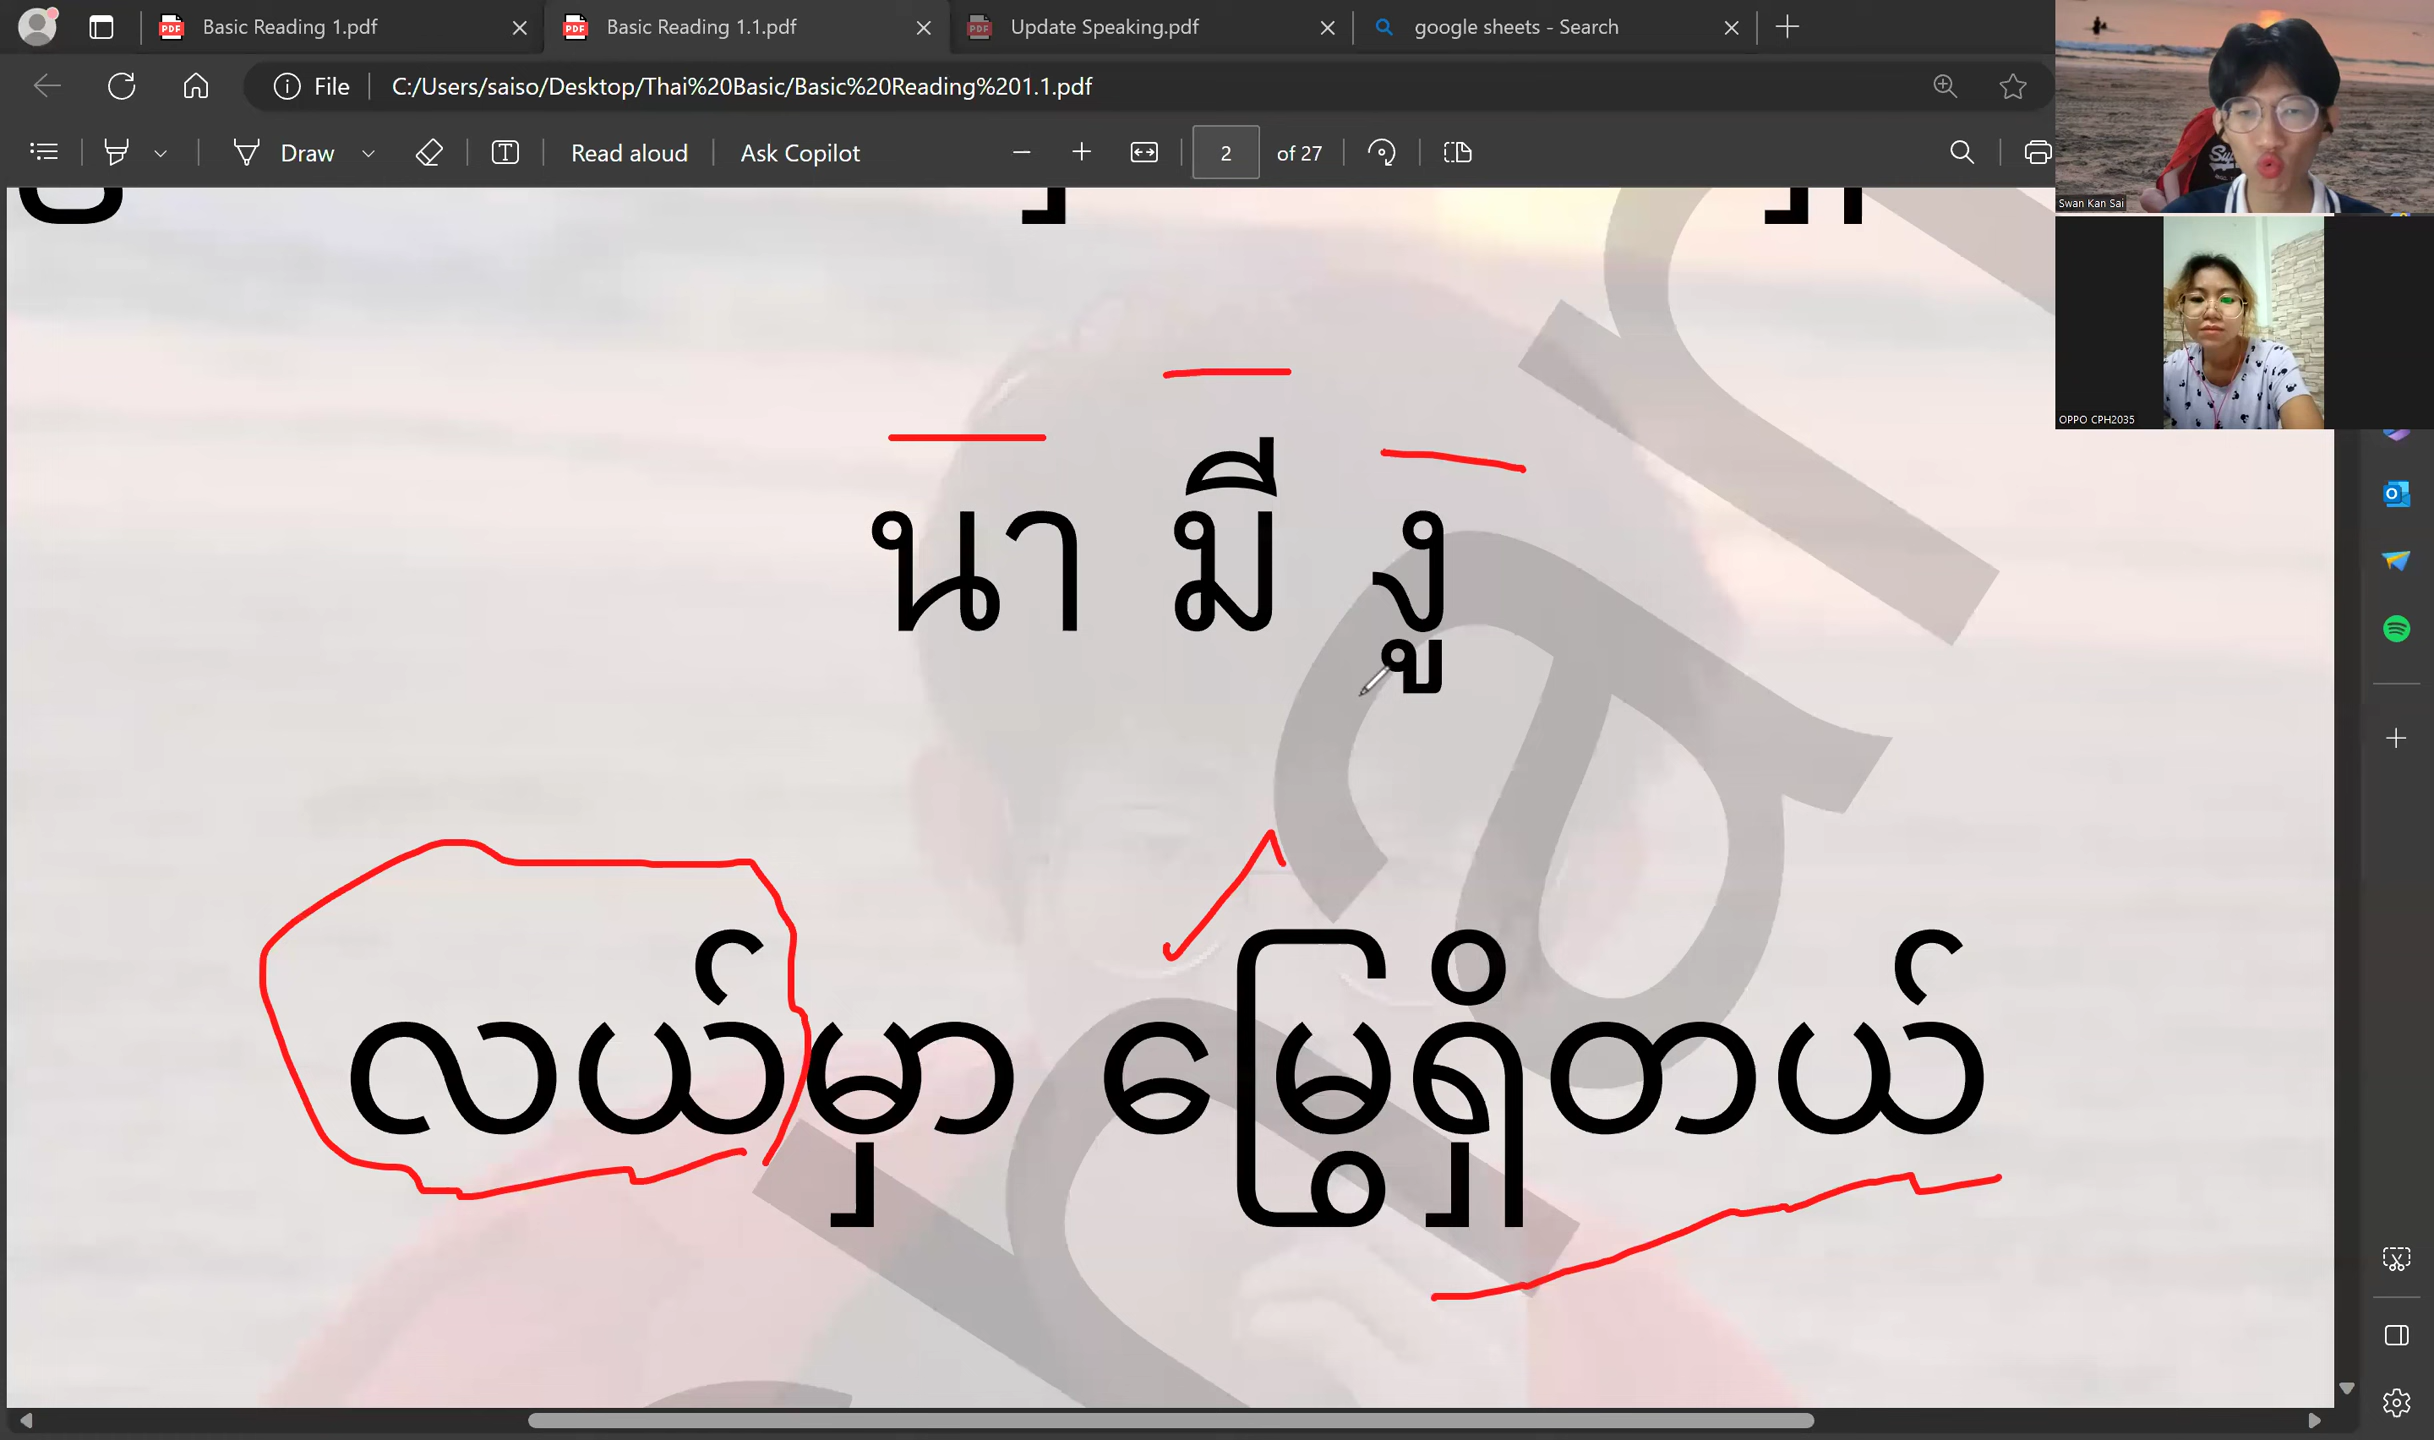 Basic Reading 1.pdf
Basic Reading 1.1.pdf
Update Speaking.pdf
google sheets - Search
File
C:/Users/saiso/Desktop/Thai%20Basic/Basic%20Reading%201.1.pdf
Draw
Read aloud
Ask Copilot
2 of 27
Swan Kan Sai
OPPO CPH2035
นา มี งู
လယ်မှာ မြွေရှိတယ်